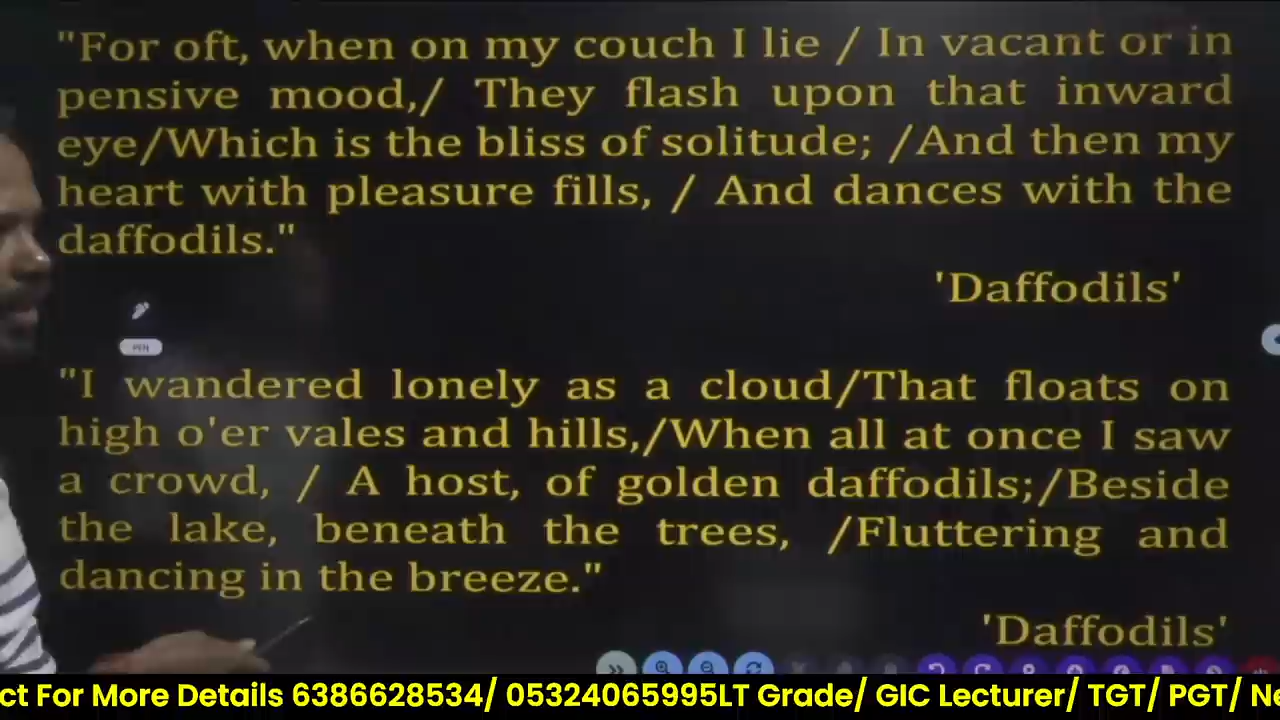 "For oft, when on my couch I lie / In vacant or in
pensive mood,/ They flash upon that inward
eye/Which is the bliss of solitude; /And then my
heart with pleasure fills, / And dances with the
daffodils."
'Daffodils'
PEN
"I wandered lonely as a cloud/That floats on
high o'er vales and hills,/When all at once I saw
a crowd, / A host, of golden daffodils;/Beside
the lake, beneath the trees, /Fluttering and
dancing in the breeze."
'Daffodils'
ct For More Details 6386628534/ 05324065995LT Grade/ GIC Lecturer/ TGT/ PGT/ Ne